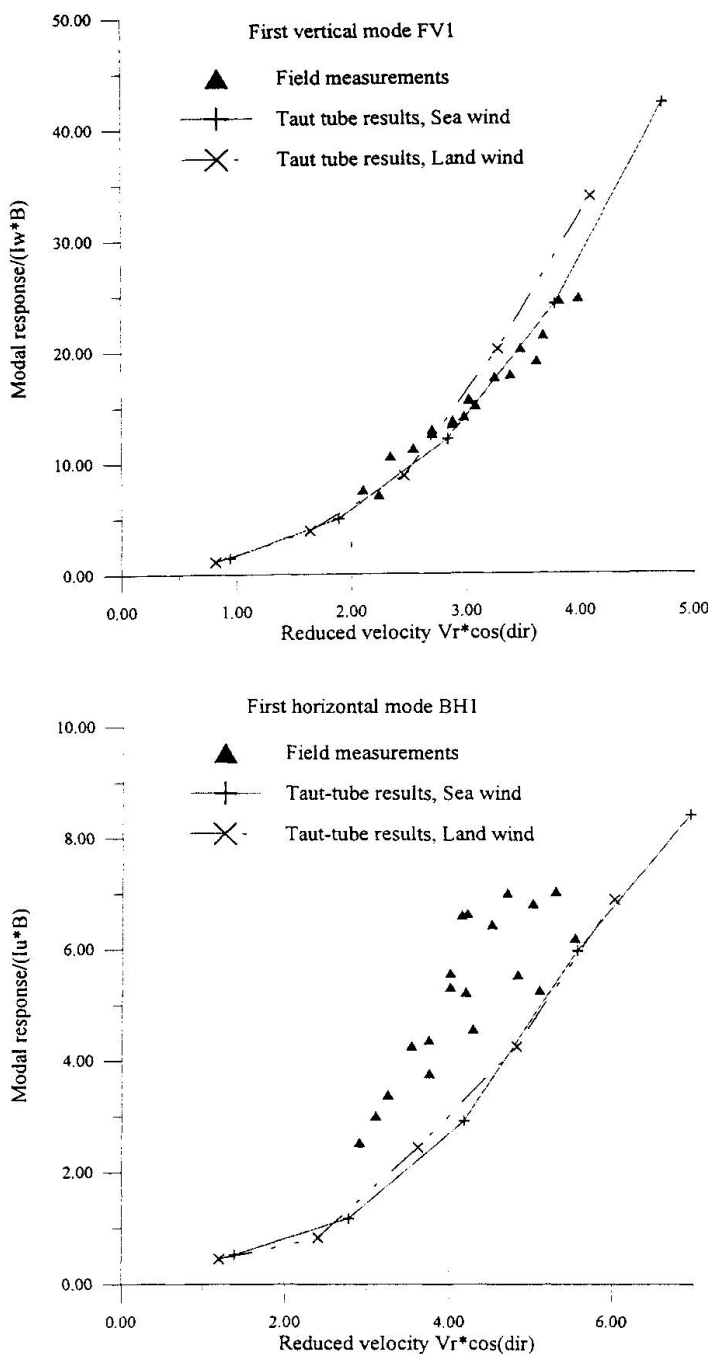 First vertical mode FV1
Field measurements
Taut tube results, Sea wind
Taut tube results, Land wind
50.00
40.00
30.00
20.00
10.00
0.00
Modal response/(Iw*B)
0.00 1.00 2.00 3.00 4.00 5.00
Reduced velocity Vr*cos(dir)
First horizontal mode BH1
Field measurements
Taut-tube results, Sea wind
Taut-tube results, Land wind
10.00
8.00
6.00
4.00
2.00
0.00
Modal response/(Iu*B)
0.00 2.00 4.00 6.00
Reduced velocity Vr*cos(dir)